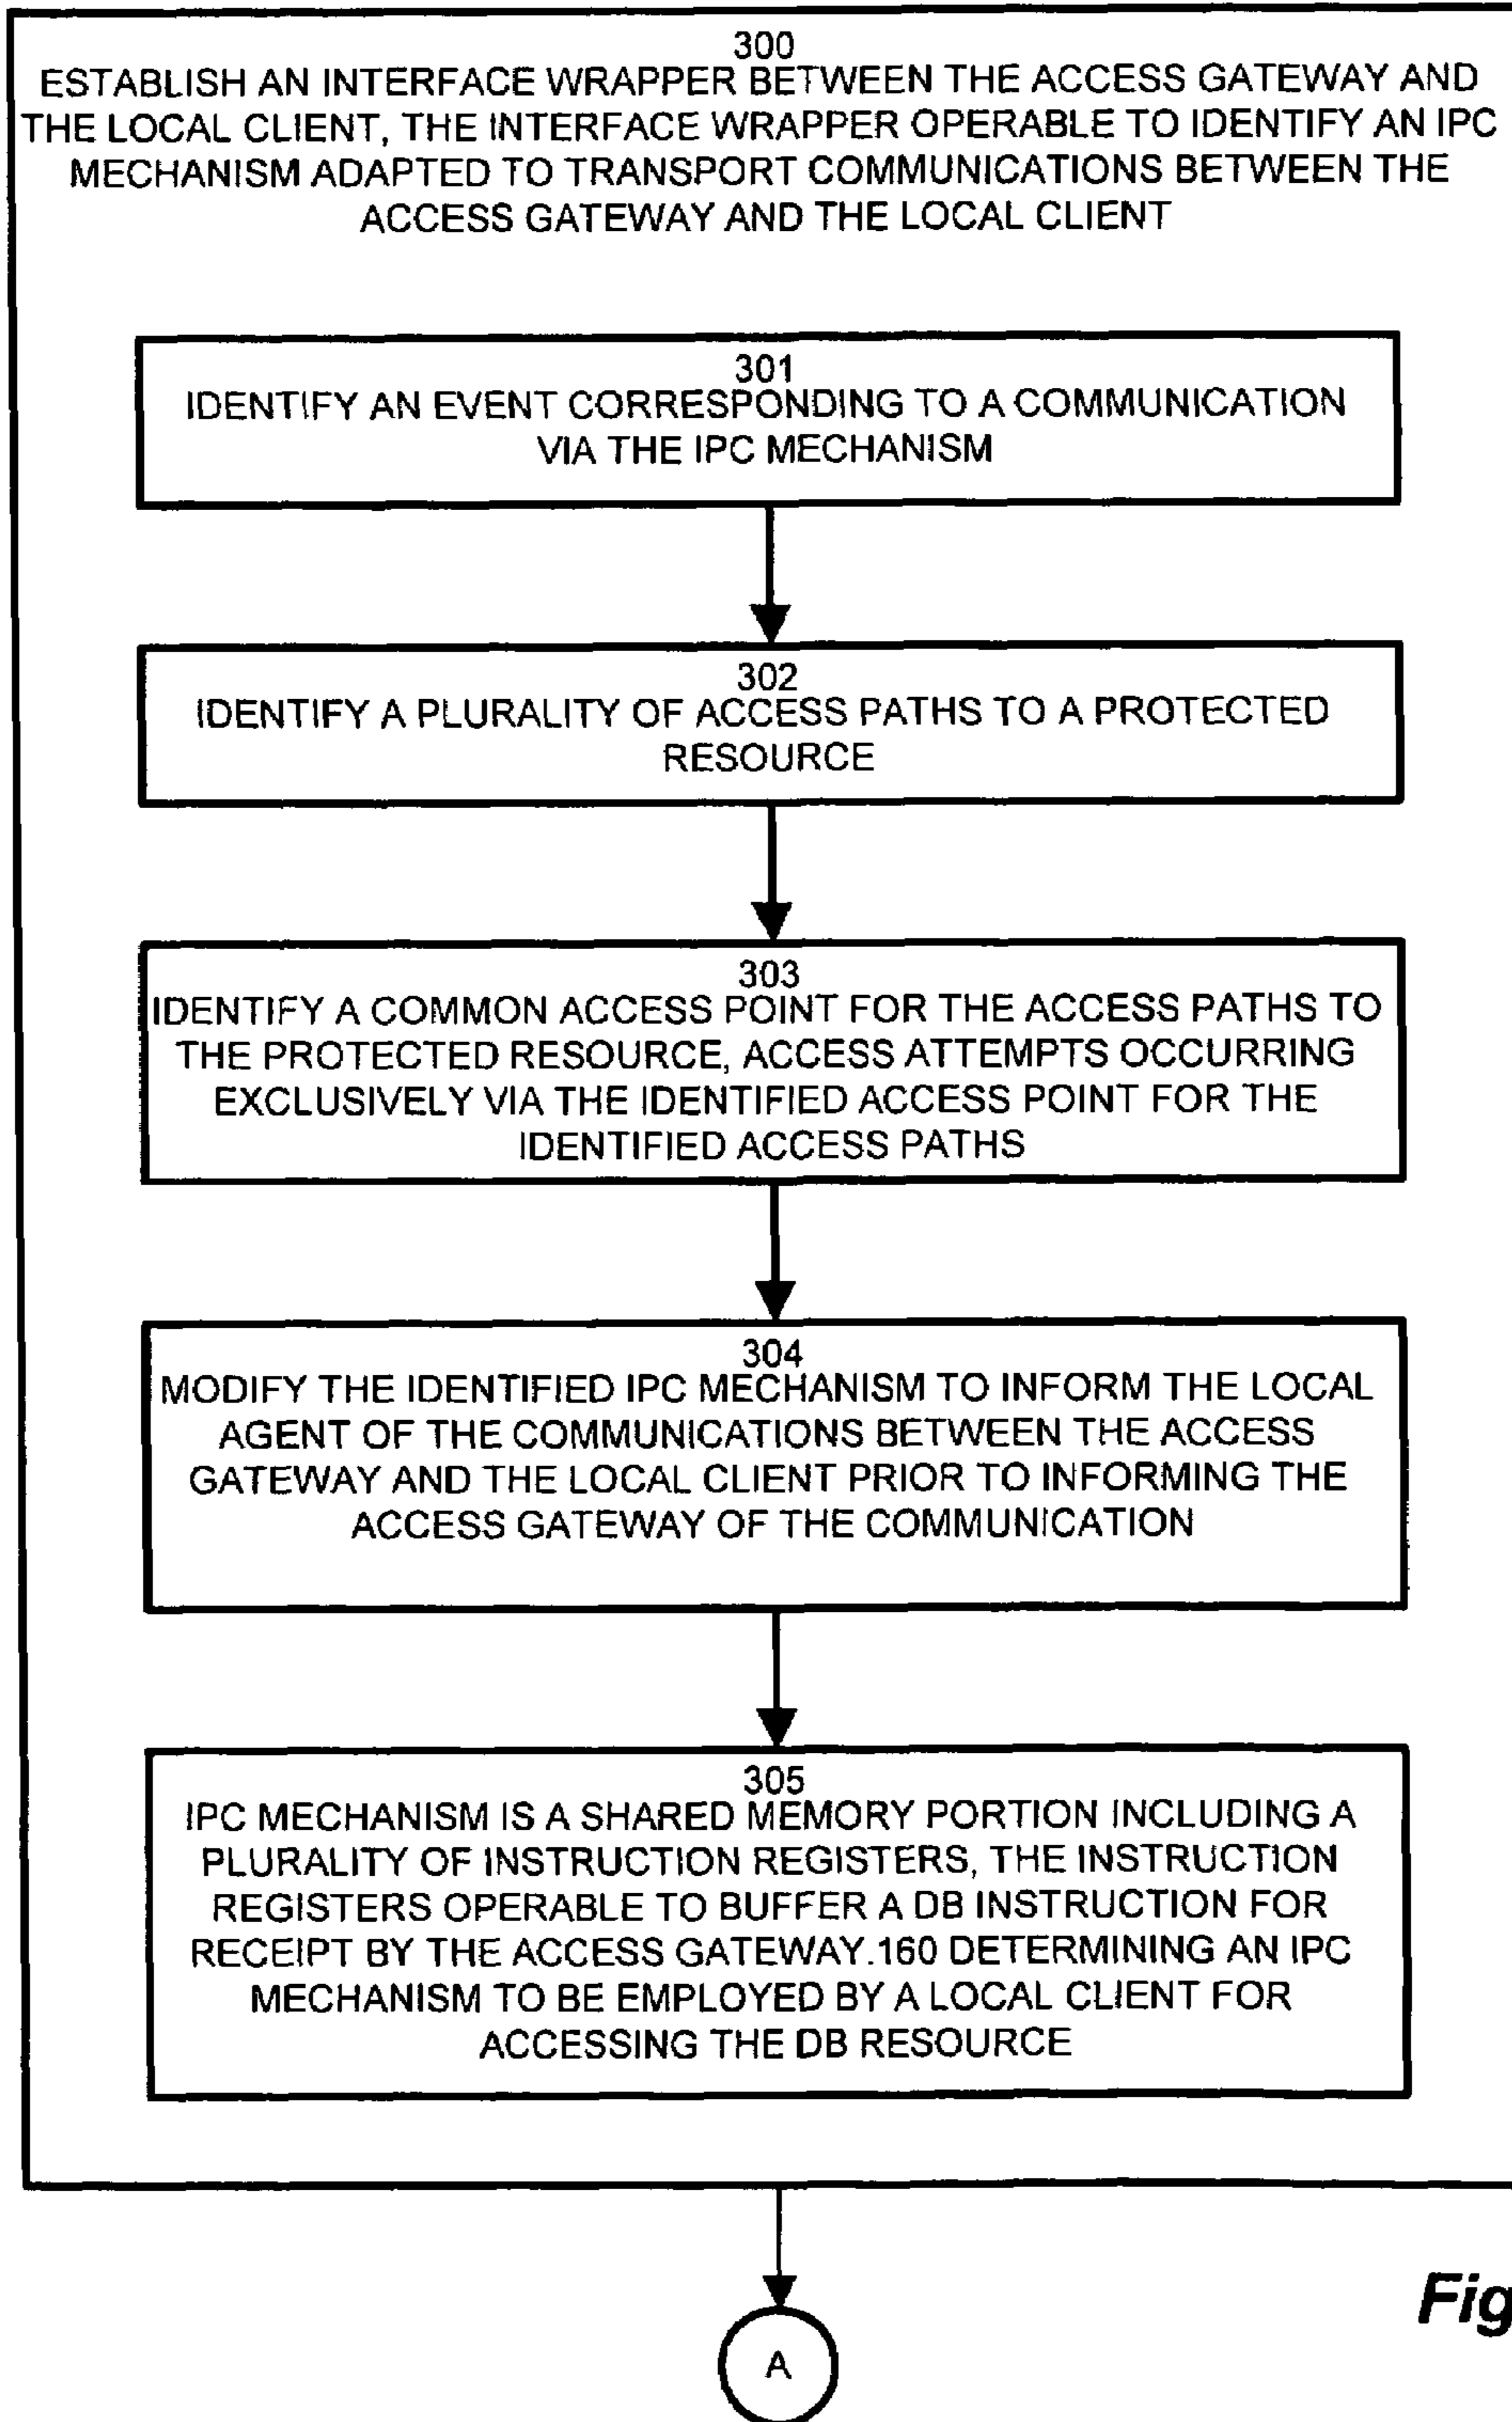 300
ESTABLISH AN INTERFACE WRAPPER BETWEEN THE ACCESS GATEWAY AND
THE LOCAL CLIENT, THE INTERFACE WRAPPER OPERABLE TO IDENTIFY AN IPC
MECHANISM ADAPTED TO TRANSPORT COMMUNICATIONS BETWEEN THE
ACCESS GATEWAY AND THE LOCAL CLIENT
301
IDENTIFY AN EVENT CORRESPONDING TO A COMMUNICATION
VIA THE IPC MECHANISM
302
IDENTIFY A PLURALITY OF ACCESS PATHS TO A PROTECTED
RESOURCE
303
IDENTIFY A COMMON ACCESS POINT FOR THE ACCESS PATHS TO
THE PROTECTED RESOURCE, ACCESS ATTEMPTS OCCURRING
EXCLUSIVELY VIA THE IDENTIFIED ACCESS POINT FOR THE
IDENTIFIED ACCESS PATHS
304
MODIFY THE IDENTIFIED IPC MECHANISM TO INFORM THE LOCAL
AGENT OF THE COMMUNICATIONS BETWEEN THE ACCESS
GATEWAY AND THE LOCAL CLIENT PRIOR TO INFORMING THE
ACCESS GATEWAY OF THE COMMUNICATION
305
IPC MECHANISM IS A SHARED MEMORY PORTION INCLUDING A
PLURALITY OF INSTRUCTION REGISTERS, THE INSTRUCTION
REGISTERS OPERABLE TO BUFFER A DB INSTRUCTION FOR
RECEIPT BY THE ACCESS GATEWAY.160 DETERMINING AN IPC
MECHANISM TO BE EMPLOYED BY A LOCAL CLIENT FOR
ACCESSING THE DB RESOURCE
Fig
A